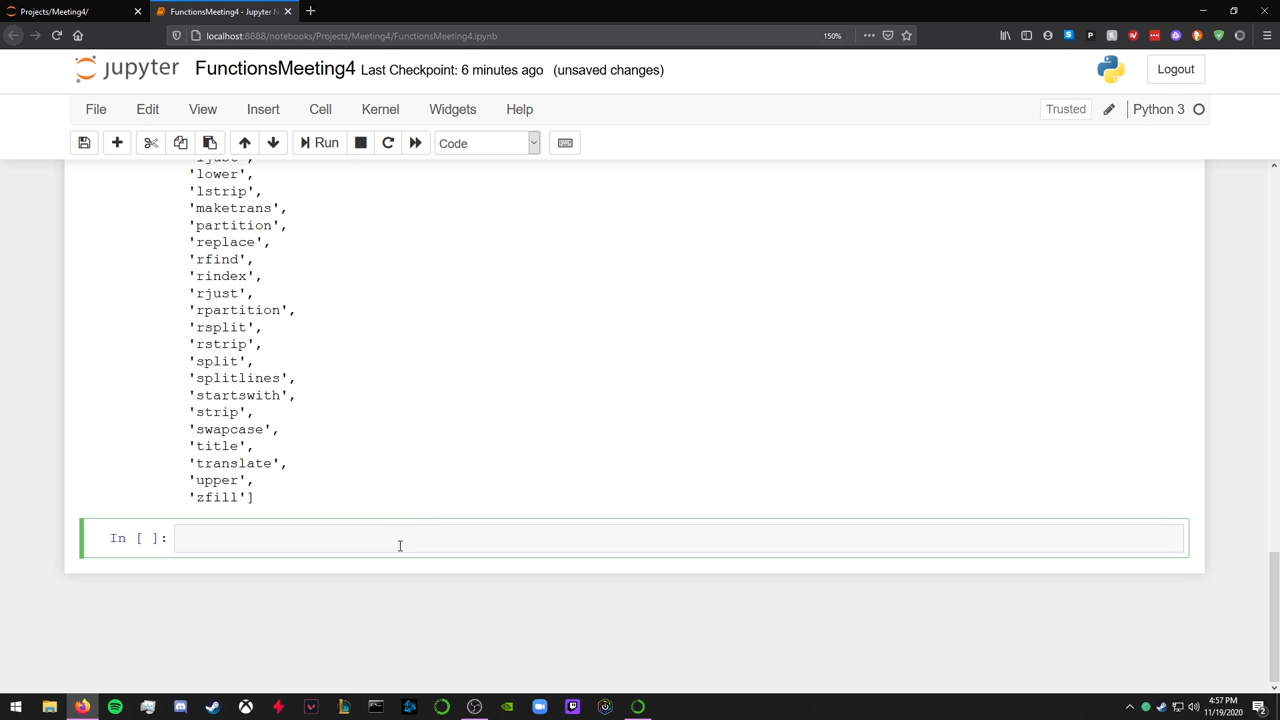 Projects/Meeting4/
FunctionsMeeting4 - Jupyter N
localhost:8888/notebooks/Projects/Meeting4/FunctionsMeeting4.ipynb
150%
jupyter FunctionsMeeting4 Last Checkpoint: 6 minutes ago (unsaved changes)
Logout
File Edit View Insert Cell Kernel Widgets Help
Trusted
Python 3
Run
Code
'ljust',
'lower',
'lstrip',
'maketrans',
'partition',
'replace',
'rfind',
'rindex',
'rjust',
'rpartition',
'rsplit',
'rstrip',
'split',
'splitlines',
'startswith',
'strip',
'swapcase',
'title',
'translate',
'upper',
'zfill']
In [ ]:
4:57 PM
11/19/2020
2